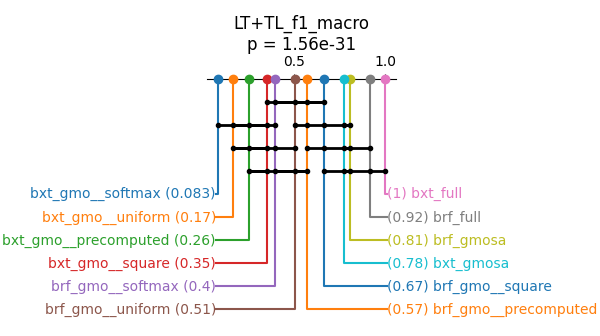 LT+TL_f1_macro
p = 1.56e-31
0.5 1.0
bxt_gmo__softmax (0.083) (1) bxt_full
bxt_gmo__uniform (0.17) (0.92) brf_full
bxt_gmo__precomputed (0.26) (0.81) brf_gmosa
bxt_gmo__square (0.35) (0.78) bxt_gmosa
brf_gmo__softmax (0.4) (0.67) brf_gmo__square
brf_gmo__uniform (0.51) (0.57) brf_gmo__precomputed